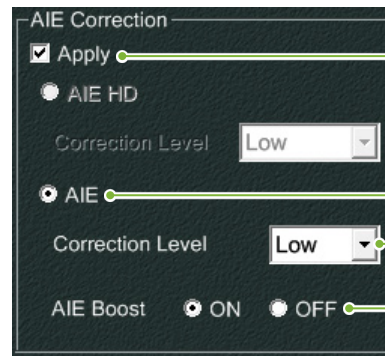 AIE Correction
Apply
AIE HD
Correction Level Low
AIE
Correction Level Low
AIE Boost ON OFF